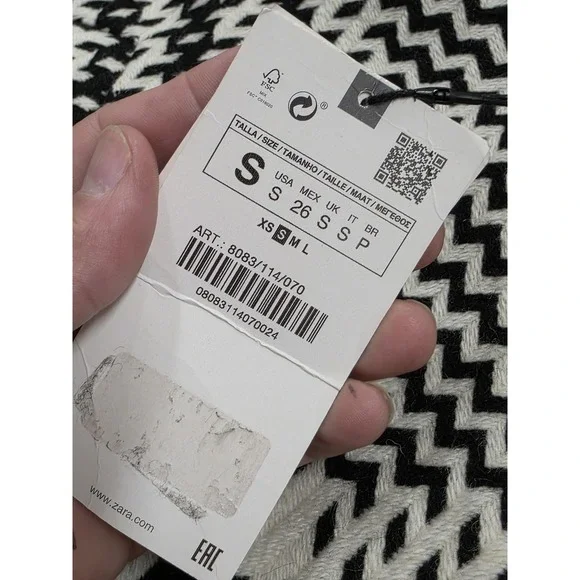 FSC
MIX
®
TALLA / SIZE / TAMANHO / TAILLE / MAAT / ΜΕΓΕΘΟΣ
S
USA MEX UK IT BR
S 26 S S P
XS S M L
ART.: 8083/114/070
08083114070024
www.zara.com
EAC